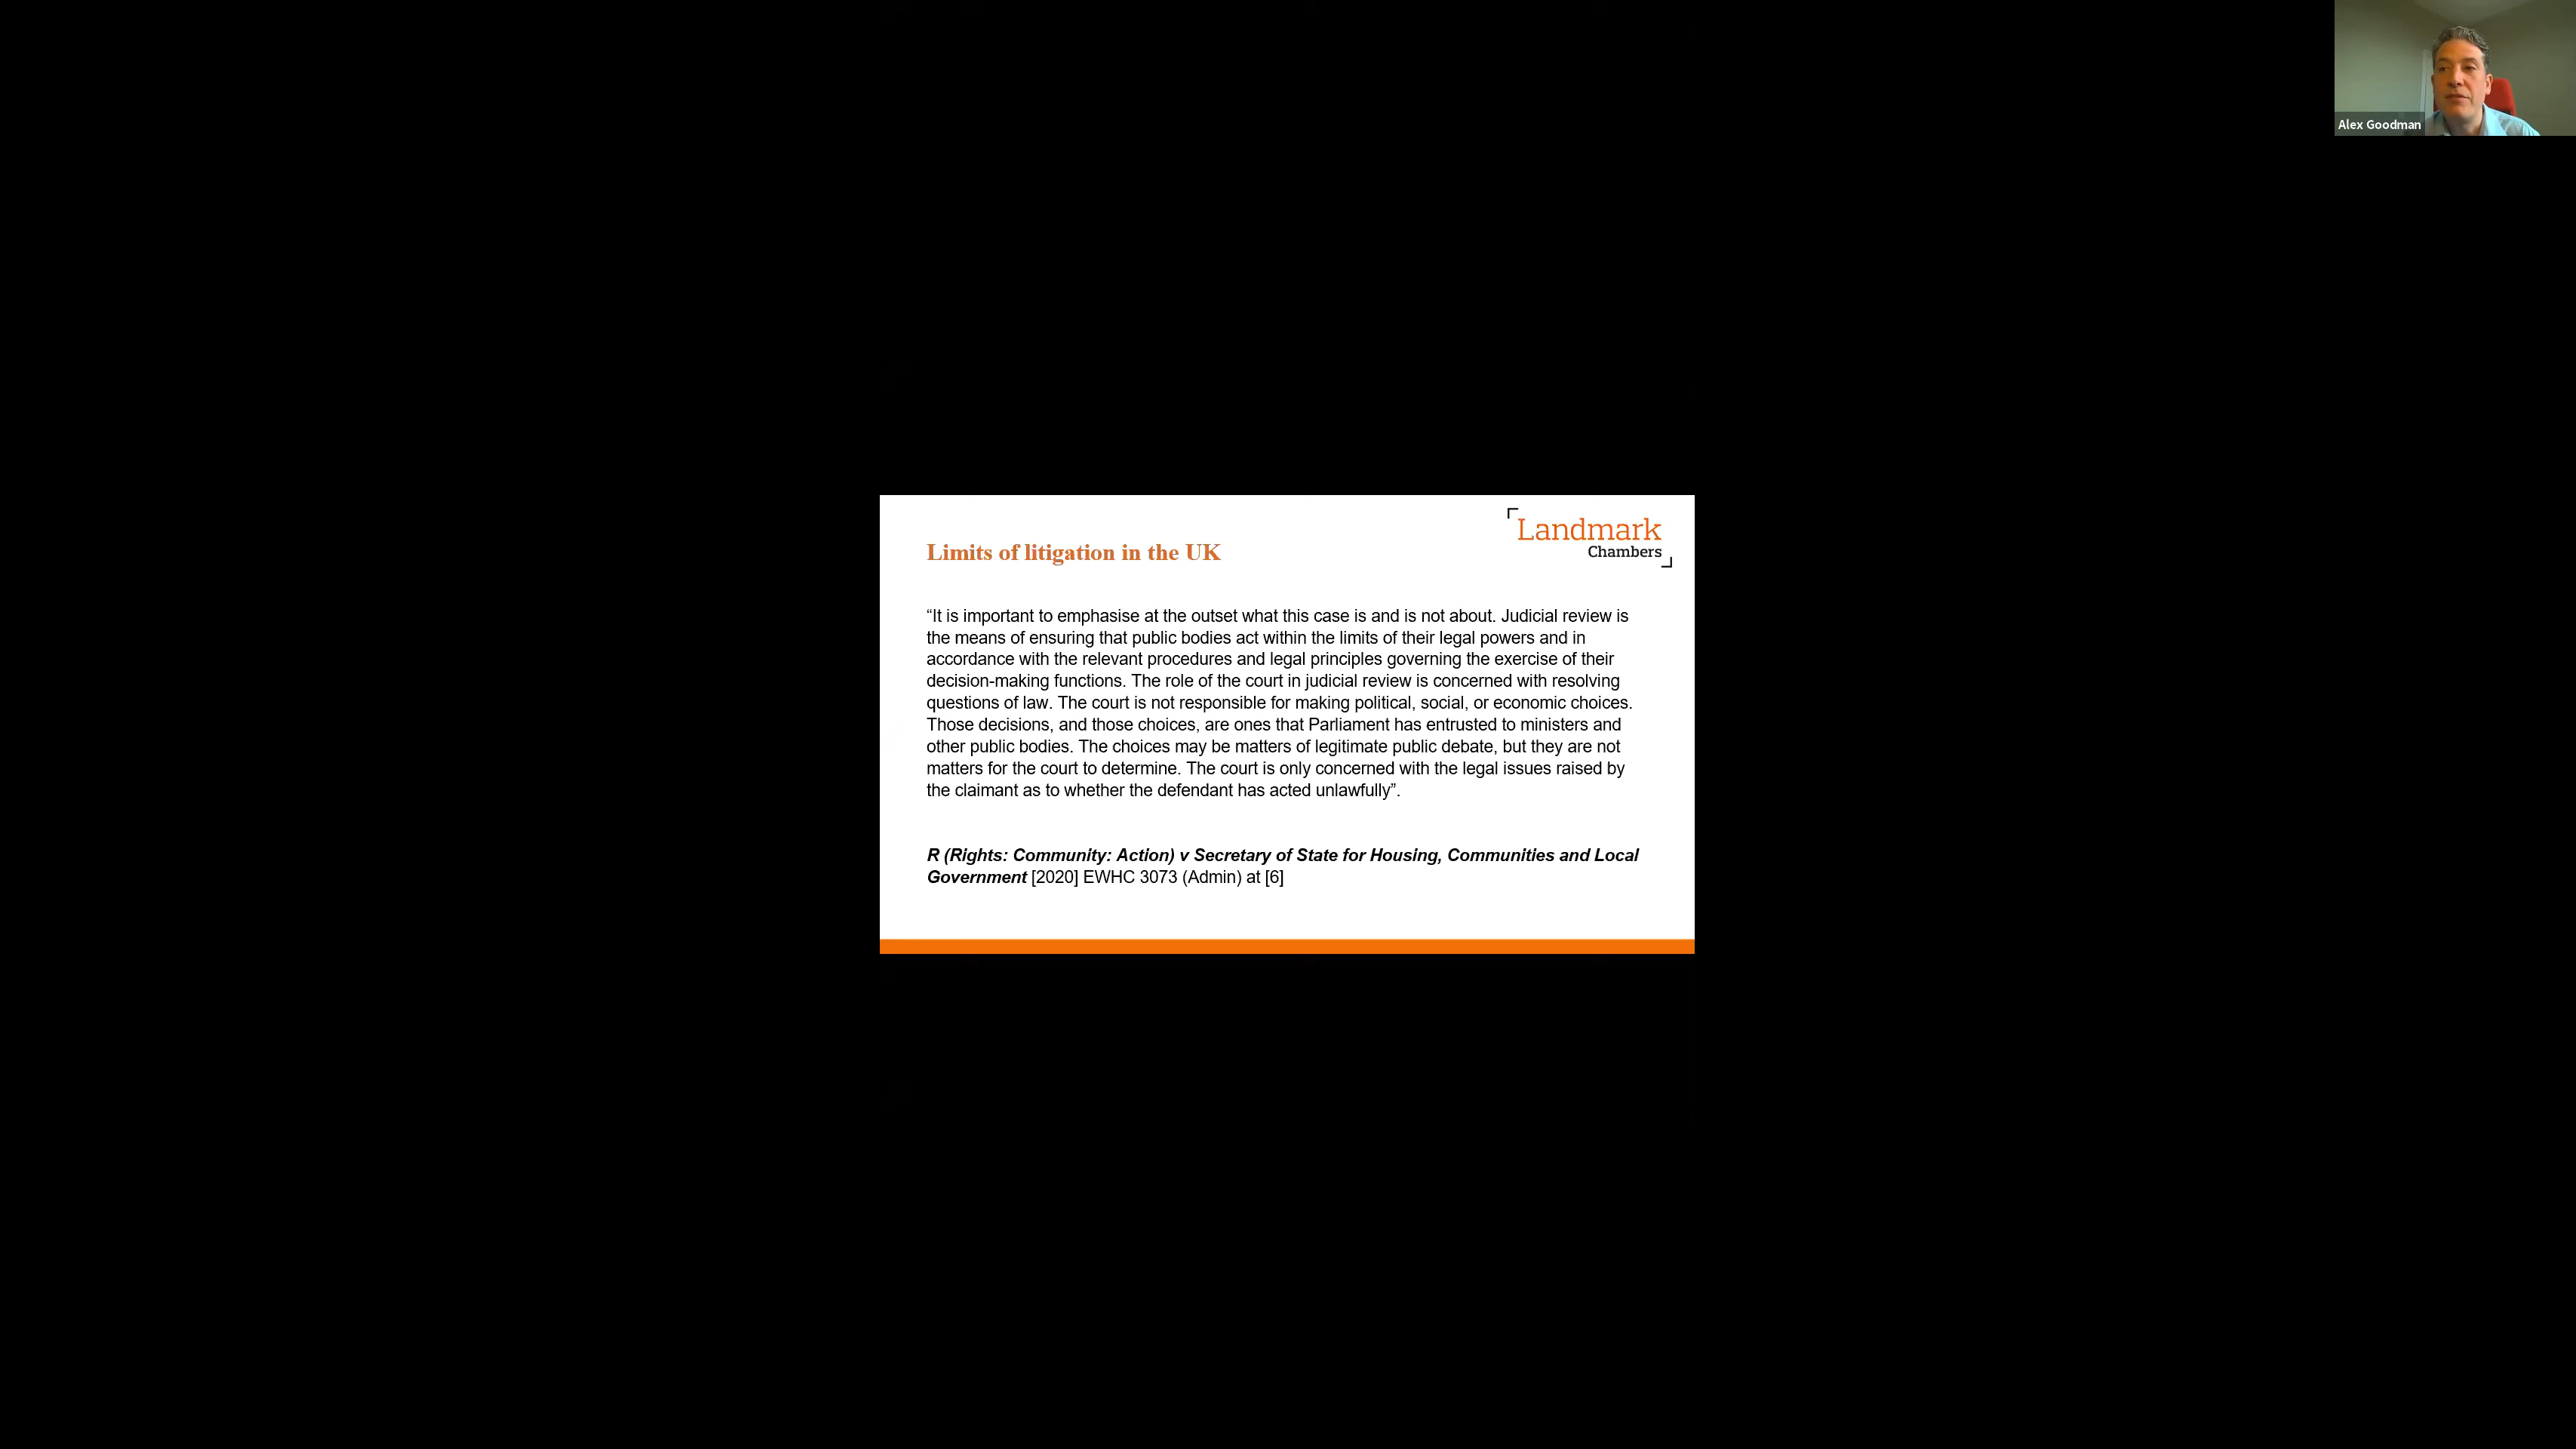 Alex Goodman
Landmark
Chambers
Limits of litigation in the UK
“It is important to emphasise at the outset what this case is and is not about. Judicial review is
the means of ensuring that public bodies act within the limits of their legal powers and in
accordance with the relevant procedures and legal principles governing the exercise of their
decision-making functions. The role of the court in judicial review is concerned with resolving
questions of law. The court is not responsible for making political, social, or economic choices.
Those decisions, and those choices, are ones that Parliament has entrusted to ministers and
other public bodies. The choices may be matters of legitimate public debate, but they are not
matters for the court to determine. The court is only concerned with the legal issues raised by
the claimant as to whether the defendant has acted unlawfully”.
R (Rights: Community: Action) v Secretary of State for Housing, Communities and Local
Government [2020] EWHC 3073 (Admin) at [6]